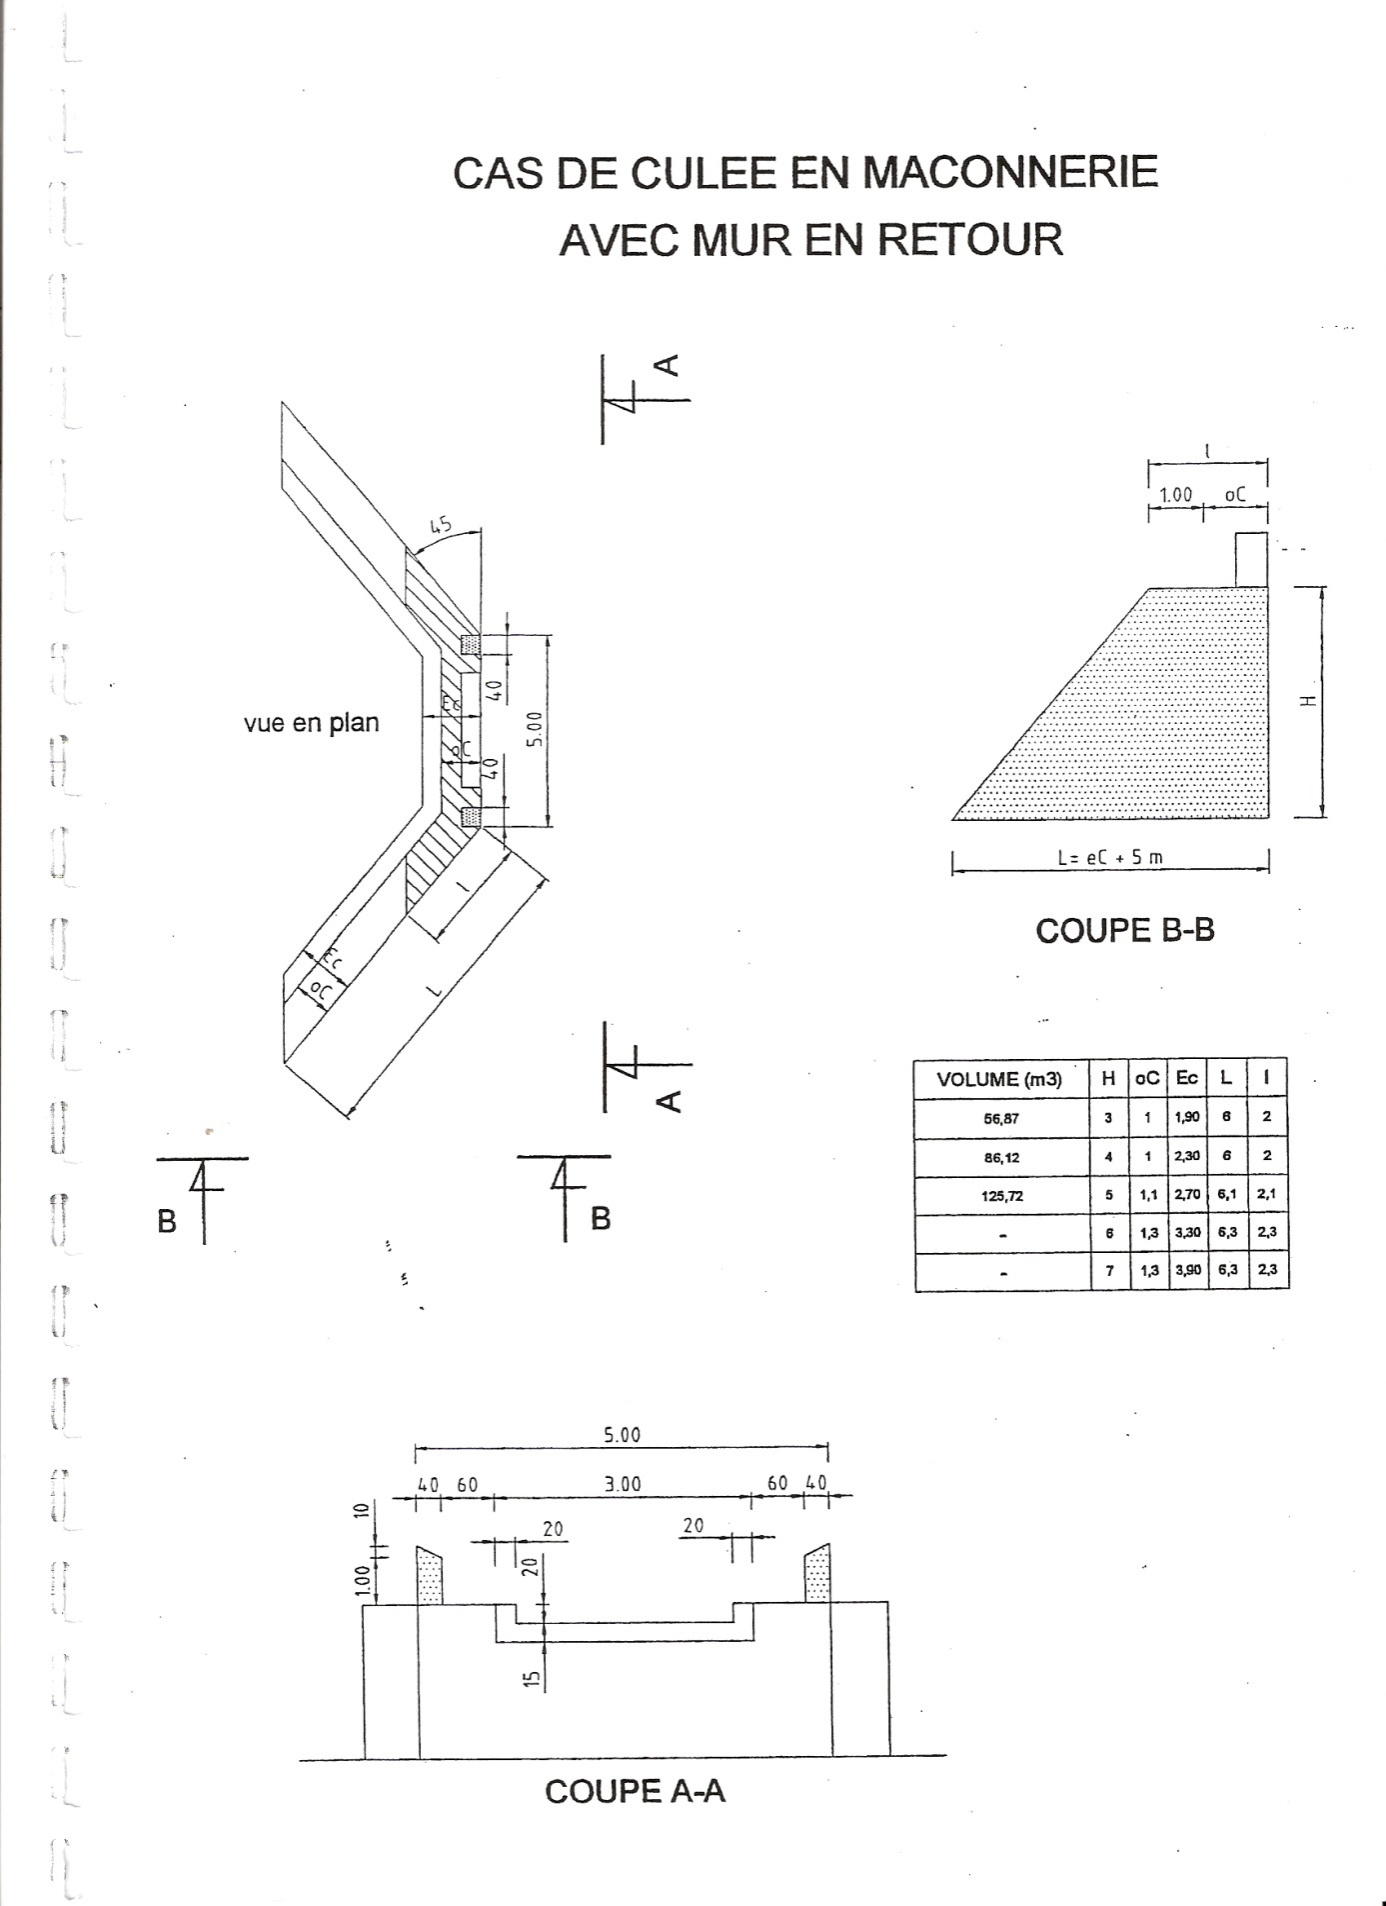 CAS DE CULEE EN MACONNERIE
AVEC MUR EN RETOUR
A
45
40
Ec
5.00
oC
40
vue en plan
l
L
Ec
oC
A
B
B
l
1.00 oC
H
L= eC + 5 m
COUPE B-B
VOLUME (m3) H oC Ec L l
56,87 3 1 1,90 6 2
86,12 4 1 2,30 6 2
125,72 5 1,1 2,70 6,1 2,1
- 6 1,3 3,30 6,3 2,3
- 7 1,3 3,90 6,3 2,3
5.00
40 60 3.00 60 40
10
20 20
20
1.00
15
COUPE A-A